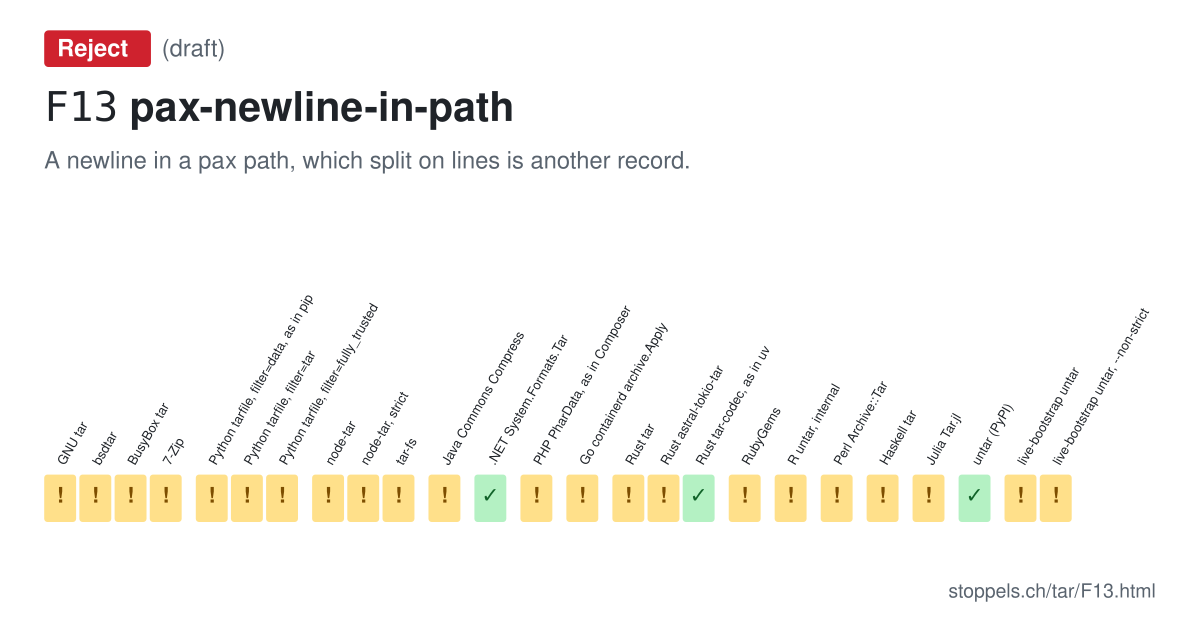 Reject (draft)
F13 pax-newline-in-path
A newline in a pax path, which split on lines is another record.
GNU tar
bsdtar
BusyBox tar
7-Zip
Python tarfile, filter=data, as in pip
Python tarfile, filter=tar
Python tarfile, filter=fully_trusted
node-tar
node-tar, strict
tar-fs
Java Commons Compress
.NET System.Formats.Tar
PHP PharData, as in Composer
Go containerd archive.Apply
Rust tar
Rust astral-tokio-tar
Rust tar-codec, as in uv
RubyGems
R untar, internal
Perl Archive::Tar
Haskell tar
Julia Tar.jl
untar (PyPI)
live-bootstrap untar
live-bootstrap untar, --non-strict
! ! ! ! ! ! ! ! ! ! ! ✓ ! ! ! ! ✓ ! ! ! ! ! ✓ ! !
stoppels.ch/tar/F13.html